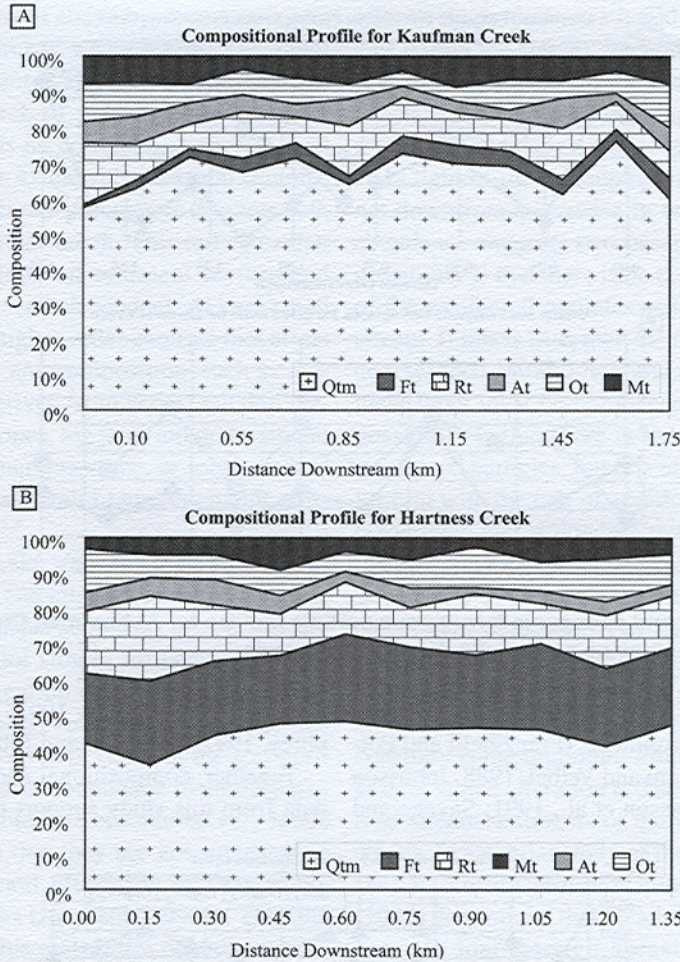 A
Compositional Profile for Kaufman Creek
100%
90%
80%
70%
60%
50%
40%
30%
20%
10%
0%
Composition
Qtm Ft Rt At Ot Mt
0.10 0.55 0.85 1.15 1.45 1.75
Distance Downstream (km)
B
Compositional Profile for Hartness Creek
100%
90%
80%
70%
60%
50%
40%
30%
20%
10%
0%
Composition
Qtm Ft Rt Mt At Ot
0.00 0.15 0.30 0.45 0.60 0.75 0.90 1.05 1.20 1.35
Distance Downstream (km)